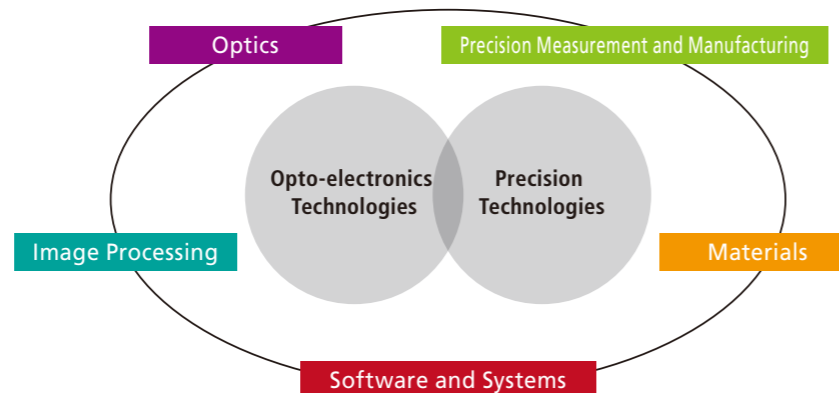 Optics
Precision Measurement and Manufacturing
Opto-electronics
Technologies
Precision
Technologies
Image Processing
Materials
Software and Systems